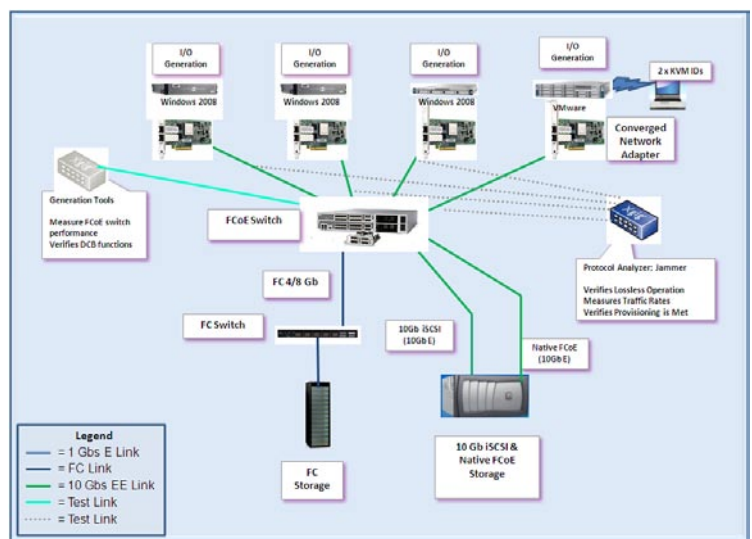 I/O
Generation
I/O
Generation
I/O
Generation
I/O
Generation
2 x KVM IDs
Windows 2008
Windows 2008
Windows 2008
VMware
Converged
Network
Adapter
Generation Tools
Measure FCoE switch
performance
Verifies DCB functions
FCoE Switch
Protocol Analyzer: Jammer
Verifies Lossless Operation
Measures Traffic Rates
Verifies Provisioning is Met
FC 4/8 Gb
FC Switch
10Gb iSCSI
(10Gb E)
Native FCoE
(10Gb E)
FC
Storage
10 Gb iSCSI &
Native FCoE
Storage
Legend
= 1 Gbs E Link
= FC Link
= 10 Gbs EE Link
= Test Link
= Test Link